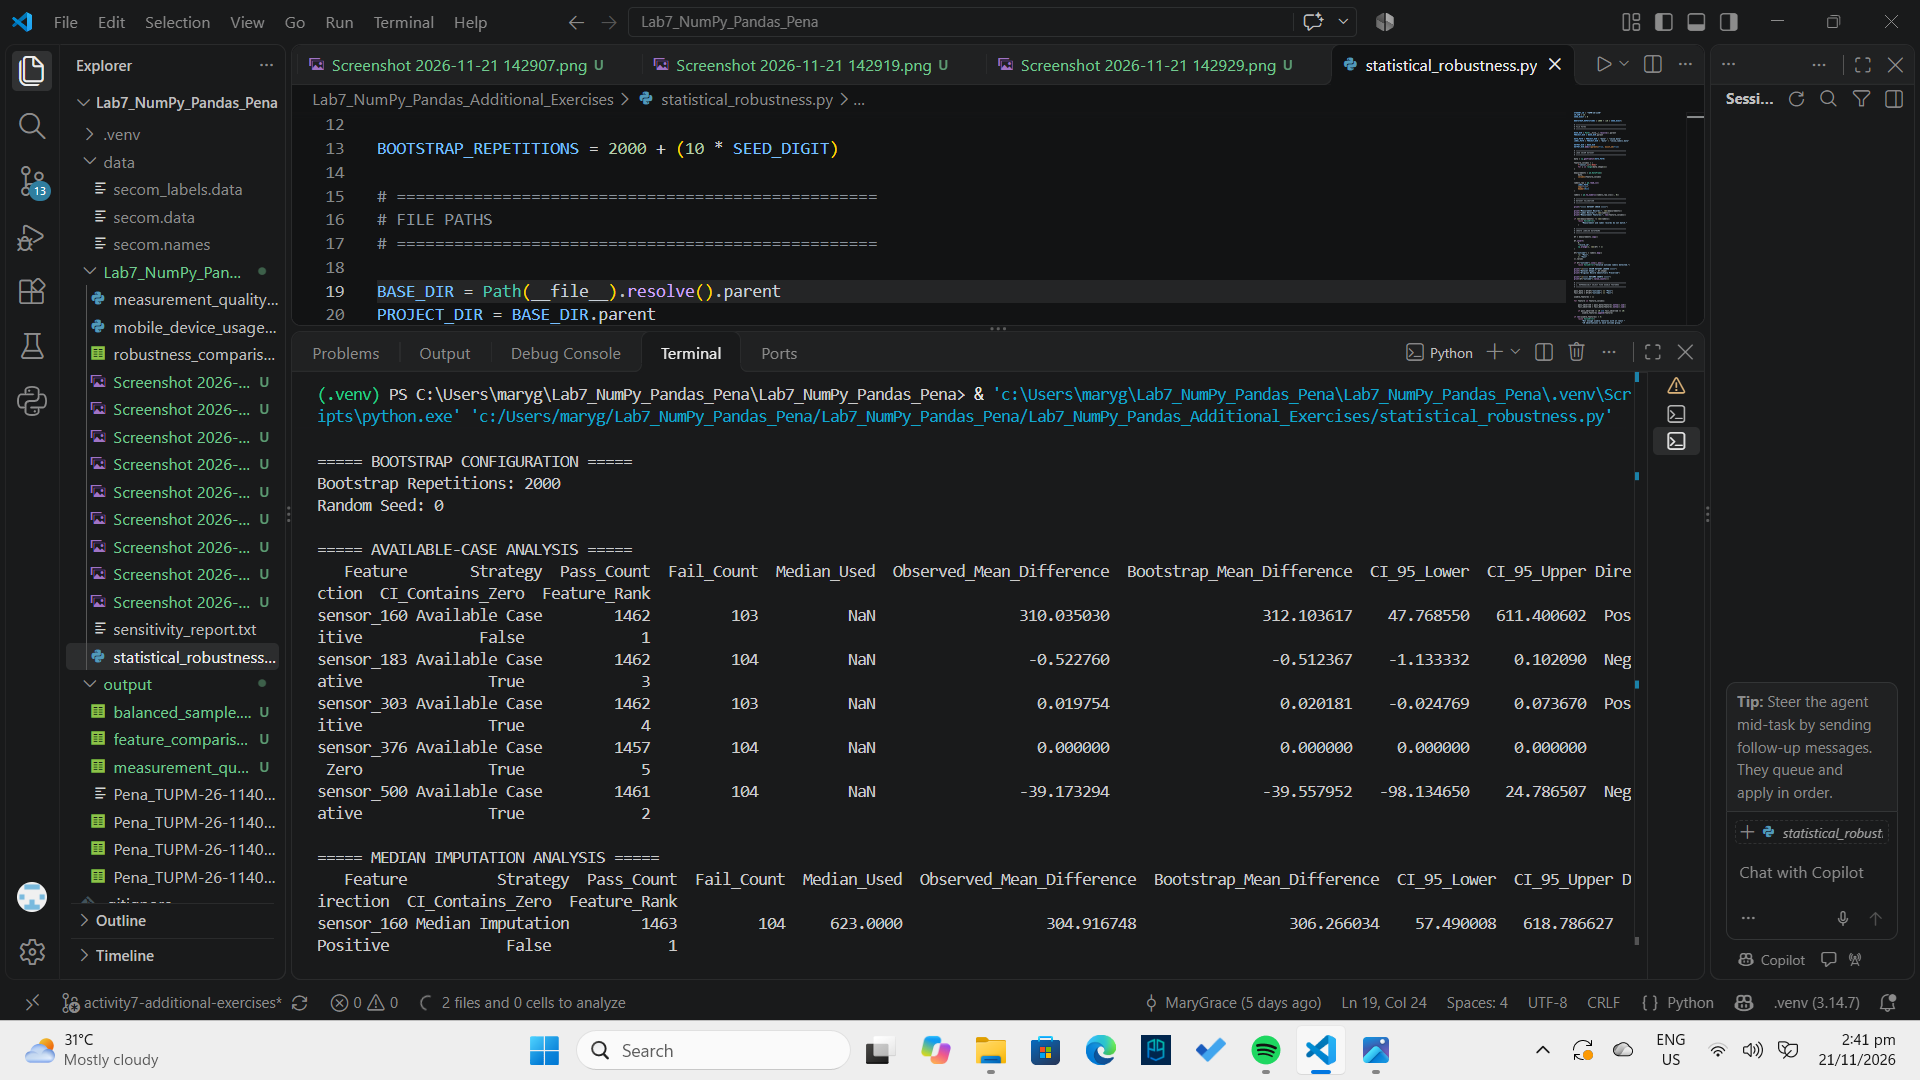 File Edit Selection View Go Run Terminal Help
Lab7_NumPy_Pandas_Pena
Explorer
Lab7_NumPy_Pandas_Pena
.venv
data
secom_labels.data
secom.data
secom.names
Lab7_NumPy_Pan...
measurement_quality...
mobile_device_usage...
robustness_comparis...
Screenshot 2026-... U
Screenshot 2026-... U
Screenshot 2026-... U
Screenshot 2026-... U
Screenshot 2026-... U
Screenshot 2026-... U
Screenshot 2026-... U
Screenshot 2026-... U
Screenshot 2026-... U
sensitivity_report.txt
statistical_robustness...
output
balanced_sample.... U
feature_comparis... U
measurement_qu... U
Pena_TUPM-26-1140...
Pena_TUPM-26-1140...
Pena_TUPM-26-1140...
Pena_TUPM-26-1140...
Outline
Timeline
13
Screenshot 2026-11-21 142907.png U
Screenshot 2026-11-21 142919.png U
Screenshot 2026-11-21 142929.png U
statistical_robustness.py
Lab7_NumPy_Pandas_Additional_Exercises > statistical_robustness.py > ...
12
13 BOOTSTRAP_REPETITIONS = 2000 + (10 * SEED_DIGIT)
14
15 # ==================================================
16 # FILE PATHS
17 # ==================================================
18
19 BASE_DIR = Path(__file__).resolve().parent
20 PROJECT_DIR = BASE_DIR.parent
Problems Output Debug Console Terminal Ports
Python
(.venv) PS C:\Users\maryg\Lab7_NumPy_Pandas_Pena\Lab7_NumPy_Pandas_Pena> & 'c:\Users\maryg\Lab7_NumPy_Pandas_Pena\Lab7_NumPy_Pandas_Pena\.venv\Scr
ipts\python.exe' 'c:/Users/maryg/Lab7_NumPy_Pandas_Pena/Lab7_NumPy_Pandas_Pena/Lab7_NumPy_Pandas_Additional_Exercises/statistical_robustness.py'
===== BOOTSTRAP CONFIGURATION =====
Bootstrap Repetitions: 2000
Random Seed: 0
===== AVAILABLE-CASE ANALYSIS =====
Feature Strategy Pass_Count Fail_Count Median_Used Observed_Mean_Difference Bootstrap_Mean_Difference CI_95_Lower CI_95_Upper Dire
ction CI_Contains_Zero Feature_Rank
sensor_160 Available Case 1462 103 NaN 310.035030 312.103617 47.768550 611.400602 Pos
itive False 1
sensor_183 Available Case 1462 104 NaN -0.522760 -0.512367 -1.133332 0.102090 Neg
ative True 3
sensor_303 Available Case 1462 103 NaN 0.019754 0.020181 -0.024769 0.073670 Pos
itive True 4
sensor_376 Available Case 1457 104 NaN 0.000000 0.000000 0.000000 0.000000
Zero True 5
sensor_500 Available Case 1461 104 NaN -39.173294 -39.557952 -98.134650 24.786507 Neg
ative True 2
===== MEDIAN IMPUTATION ANALYSIS =====
Feature Strategy Pass_Count Fail_Count Median_Used Observed_Mean_Difference Bootstrap_Mean_Difference CI_95_Lower CI_95_Upper D
irection CI_Contains_Zero Feature_Rank
sensor_160 Median Imputation 1463 104 623.0000 304.916748 306.266034 57.490008 618.786627
Positive False 1
Sessi...
Tip: Steer the agent
mid-task by sending
follow-up messages.
They queue and
apply in order.
statistical_robust
Chat with Copilot
Copilot
activity7-additional-exercises*
0 0
2 files and 0 cells to analyze
MaryGrace (5 days ago)
Ln 19, Col 24
Spaces: 4
UTF-8
CRLF
{ } Python
.venv (3.14.7)
31°C
Mostly cloudy
Search
ENG
US
2:41 pm
21/11/2026